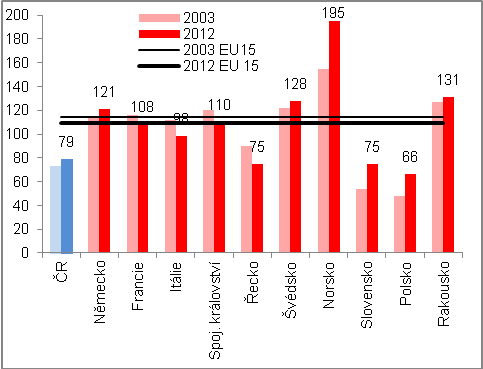 200
180
160
140
120
100
80
60
40
20
0
2003
2012
2003 EU15
2012 EU 15
79
121
108
98
110
75
128
195
75
66
131
ČR
Německo
Francie
Itálie
Spoj. království
Řecko
Švédsko
Norsko
Slovensko
Polsko
Rakousko